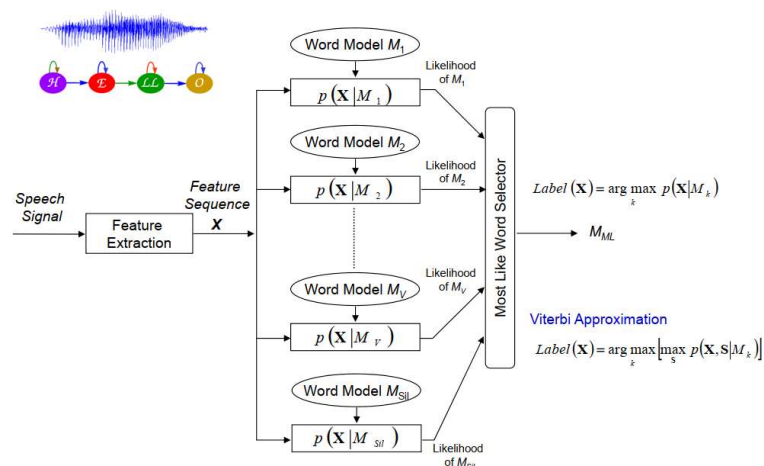 H E LL O
Word Model M1
Likelihood
of M1
p(X|M1)
Word Model M2
Likelihood
of M2
p(X|M2)
Speech
Signal
Feature
Extraction
Feature
Sequence
X
Word Model MV
Likelihood
of MV
p(X|MV)
Word Model MSil
p(X|MSil)
Likelihood
of MSil
Most Like Word Selector
Label(X) = arg max p(X|Mk)
k
MML
Viterbi Approximation
Label(X) = arg max[max p(X,S|Mk)]
k S